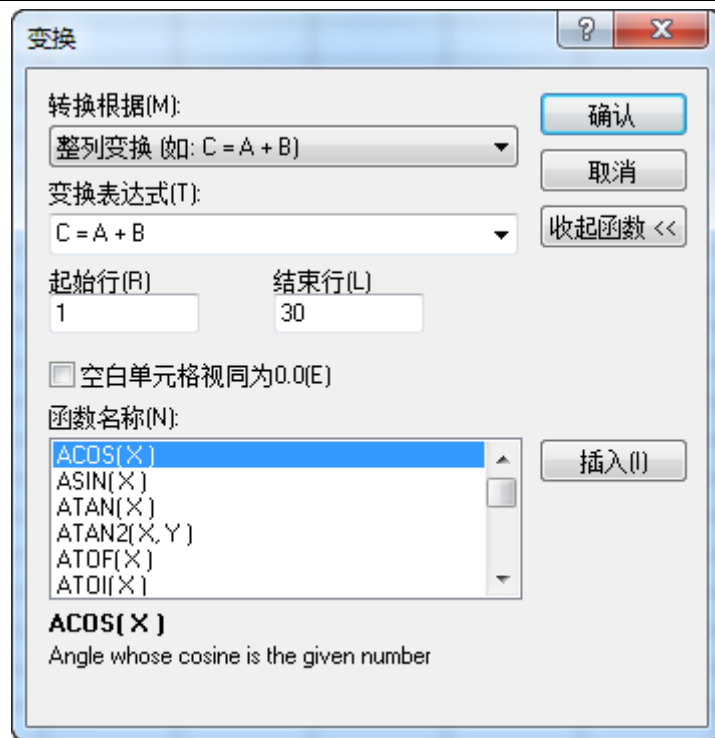 变换
转换根据(M):
整列变换 (如: C = A + B)
变换表达式(T):
C = A + B
起始行(R)
结束行(L)
1
30
空白单元格视同为0.0(E)
函数名称(N):
ACOS( X )
ASIN( X )
ATAN( X )
ATAN2( X, Y )
ATOF( X )
ATOI( X )
ACOS( X )
Angle whose cosine is the given number
确认
取消
收起函数 <<
插入(I)